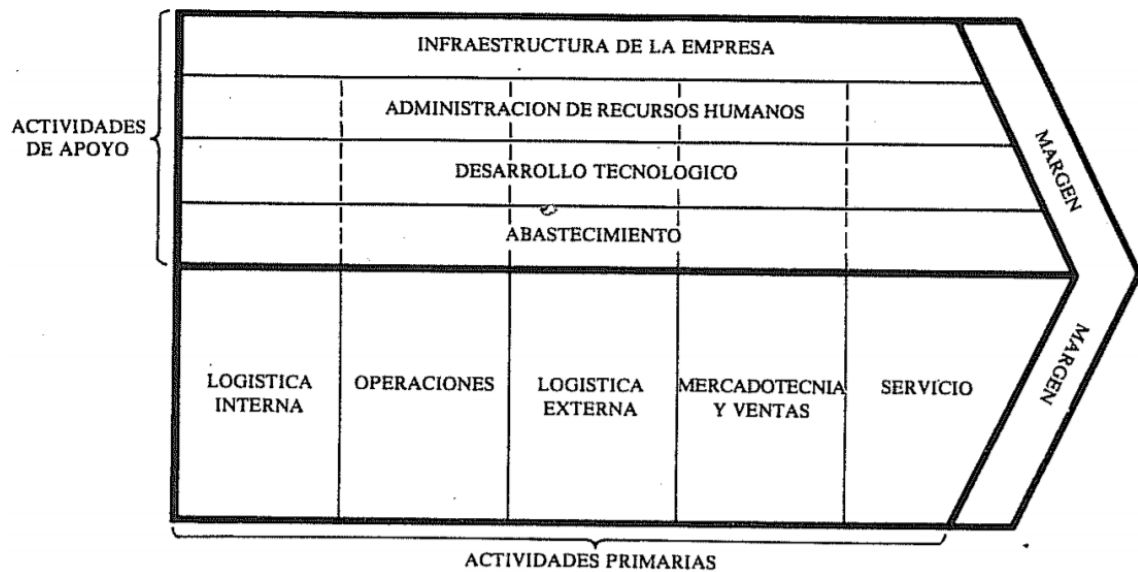 INFRAESTRUCTURA DE LA EMPRESA
ADMINISTRACION DE RECURSOS HUMANOS
ACTIVIDADES
DE APOYO
DESARROLLO TECNOLOGICO
ABASTECIMIENTO
MARGEN
LOGISTICA
INTERNA
OPERACIONES
LOGISTICA
EXTERNA
MERCADOTECNIA
Y VENTAS
SERVICIO
MARGEN
ACTIVIDADES PRIMARIAS